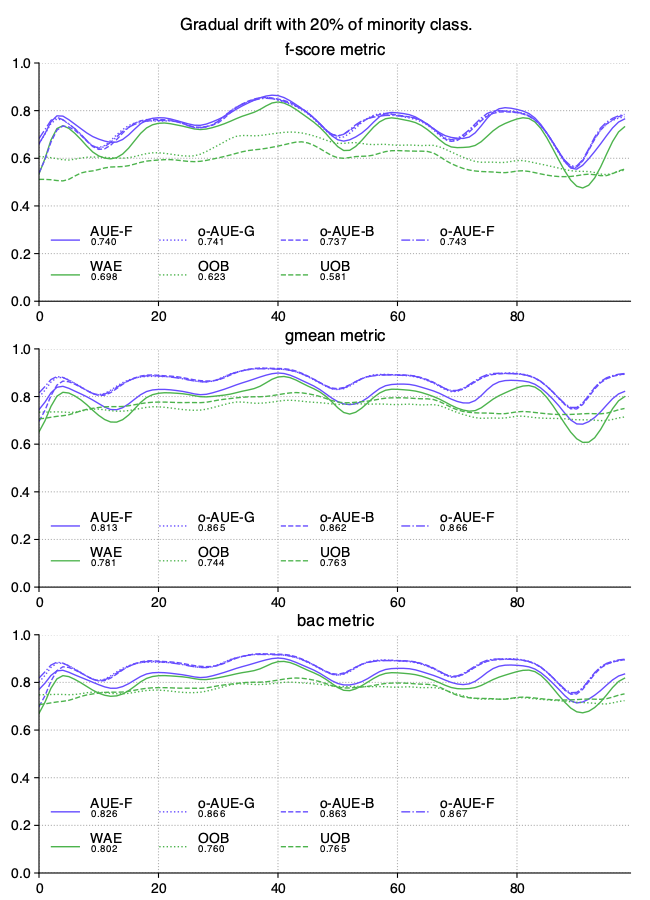 Gradual drift with 20% of minority class.
f-score metric
1.0
0.8
0.6
0.4
AUE-F o-AUE-G o-AUE-B o-AUE-F
0.740 0.741 0.737 0.743
0.2
WAE OOB UOB
0.698 0.623 0.581
0.0
0 20 40 60 80
gmean metric
1.0
0.8
0.6
0.4
AUE-F o-AUE-G o-AUE-B o-AUE-F
0.813 0.865 0.862 0.866
0.2
WAE OOB UOB
0.781 0.744 0.763
0.0
0 20 40 60 80
bac metric
1.0
0.8
0.6
0.4
AUE-F o-AUE-G o-AUE-B o-AUE-F
0.826 0.866 0.863 0.867
0.2
WAE OOB UOB
0.802 0.760 0.765
0.0
0 20 40 60 80